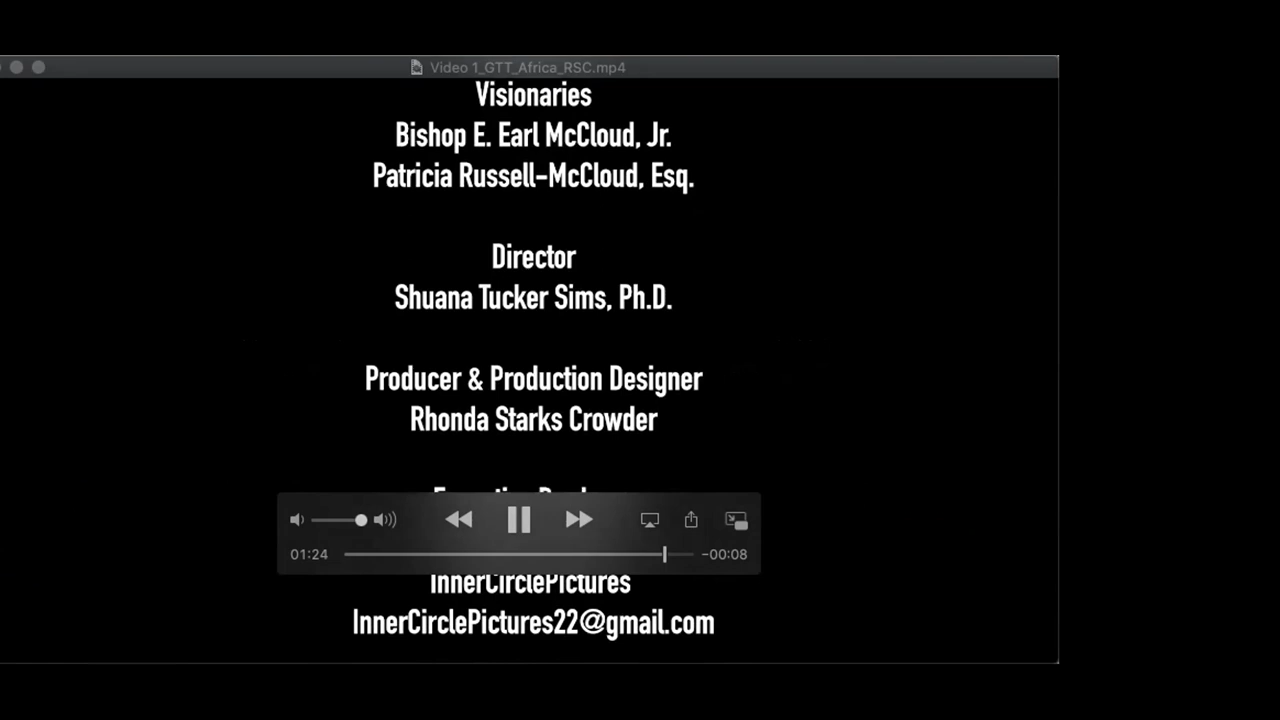 Video 1_GTT_Africa_RSC.mp4
Visionaries
Bishop E. Earl McCloud, Jr.
Patricia Russell-McCloud, Esq.
Director
Shuana Tucker Sims, Ph.D.
Producer & Production Designer
Rhonda Starks Crowder
01:24
-00:08
InnerCirclePictures
InnerCirclePictures22@gmail.com